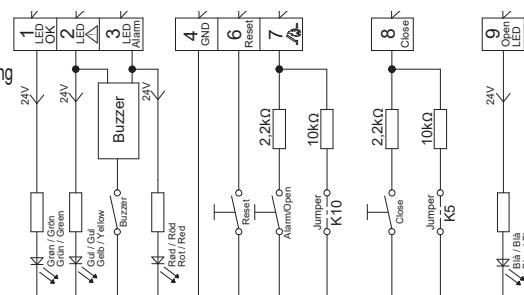 1
LED
OK
2
LED
3
LED
Alarm
4
GND
6
Reset
7
8
Close
9
Open
LED
ng
24V
24V
24V
24V
Buzzer
2,2kΩ
10kΩ
2,2kΩ
10kΩ
Grøn / Grön
Grün / Green
Gul / Gul
Gelb / Yellow
Buzzer
Rød / Röd
Rot / Red
Reset
Alarm/Open
Jumper
K10
Close
Jumper
K5
Blå / Blå